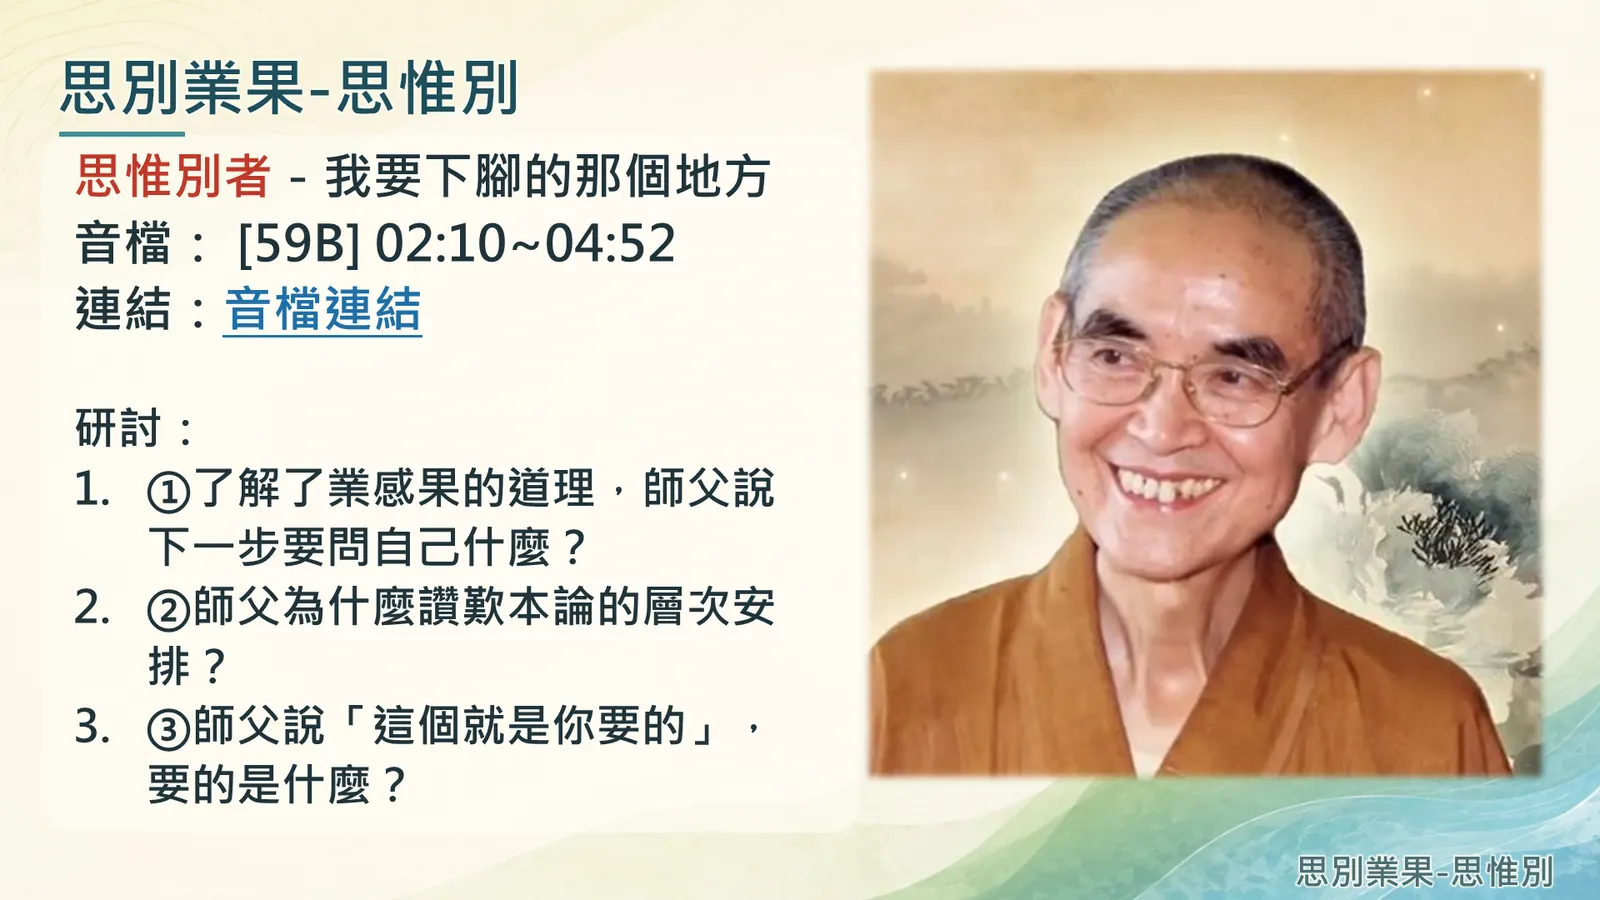 思別業果-思惟別
思惟別者 - 我要下腳的那個地方
音檔： [59B] 02:10~04:52
連結：音檔連結
研討：
1. ①了解了業感果的道理，師父說
下一步要問自己什麼？
2. ②師父為什麼讚歎本論的層次安
排？
3. ③師父說「這個就是你要的」，
要的是什麼？
思別業果-思惟別